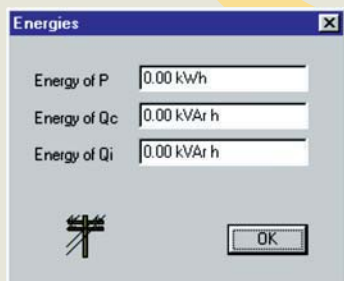 Energies
Energy of P 0.00 kWh
Energy of Qc 0.00 kVAr h
Energy of Qi 0.00 kVAr h
OK